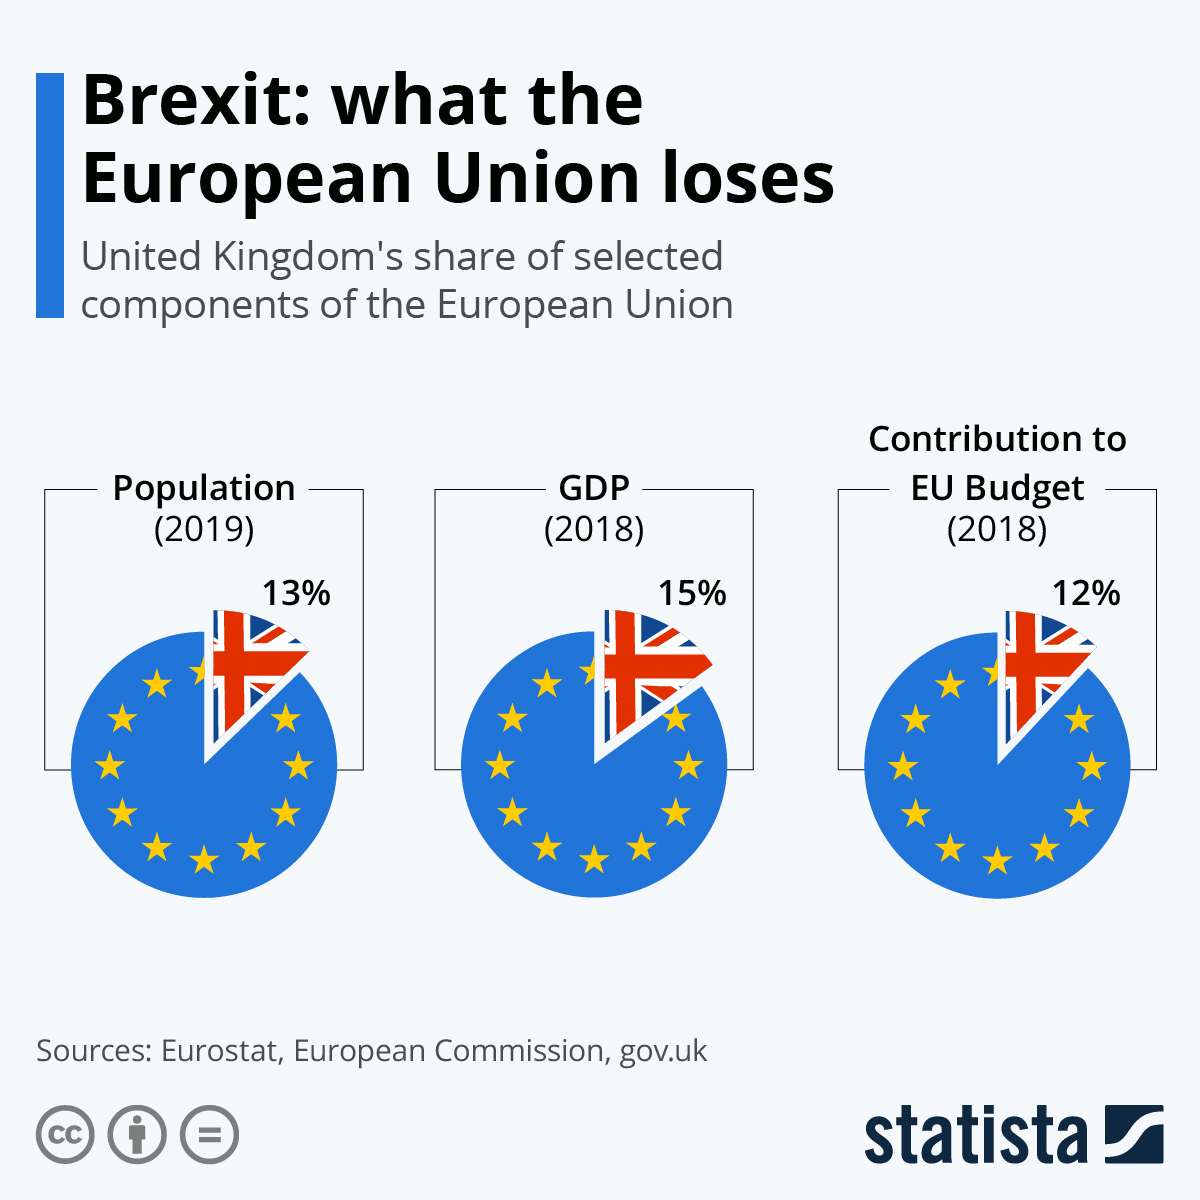 Brexit: what the
European Union loses
United Kingdom's share of selected
components of the European Union
Population
(2019)
13%
GDP
(2018)
15%
Contribution to
EU Budget
(2018)
12%
Sources: Eurostat, European Commission, gov.uk
cc
statista